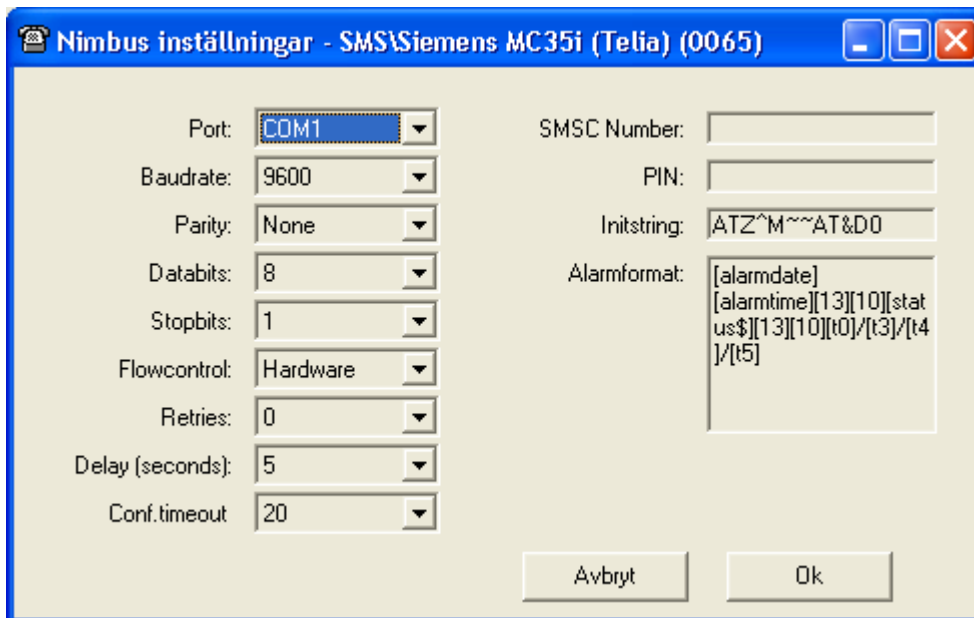 Nimbus inställningar - SMS\Siemens MC35i (Telia) (0065)
Port: COM1
Baudrate: 9600
Parity: None
Databits: 8
Stopbits: 1
Flowcontrol: Hardware
Retries: 0
Delay (seconds): 5
Conf.timeout 20
SMSC Number:
PIN:
Initstring: ATZ^M~~AT&D0
Alarmformat: [alarmdate]
[alarmtime][13][10][stat
us$][13][10][t0]/[t3]/[t4
]/[t5]
Avbryt
Ok